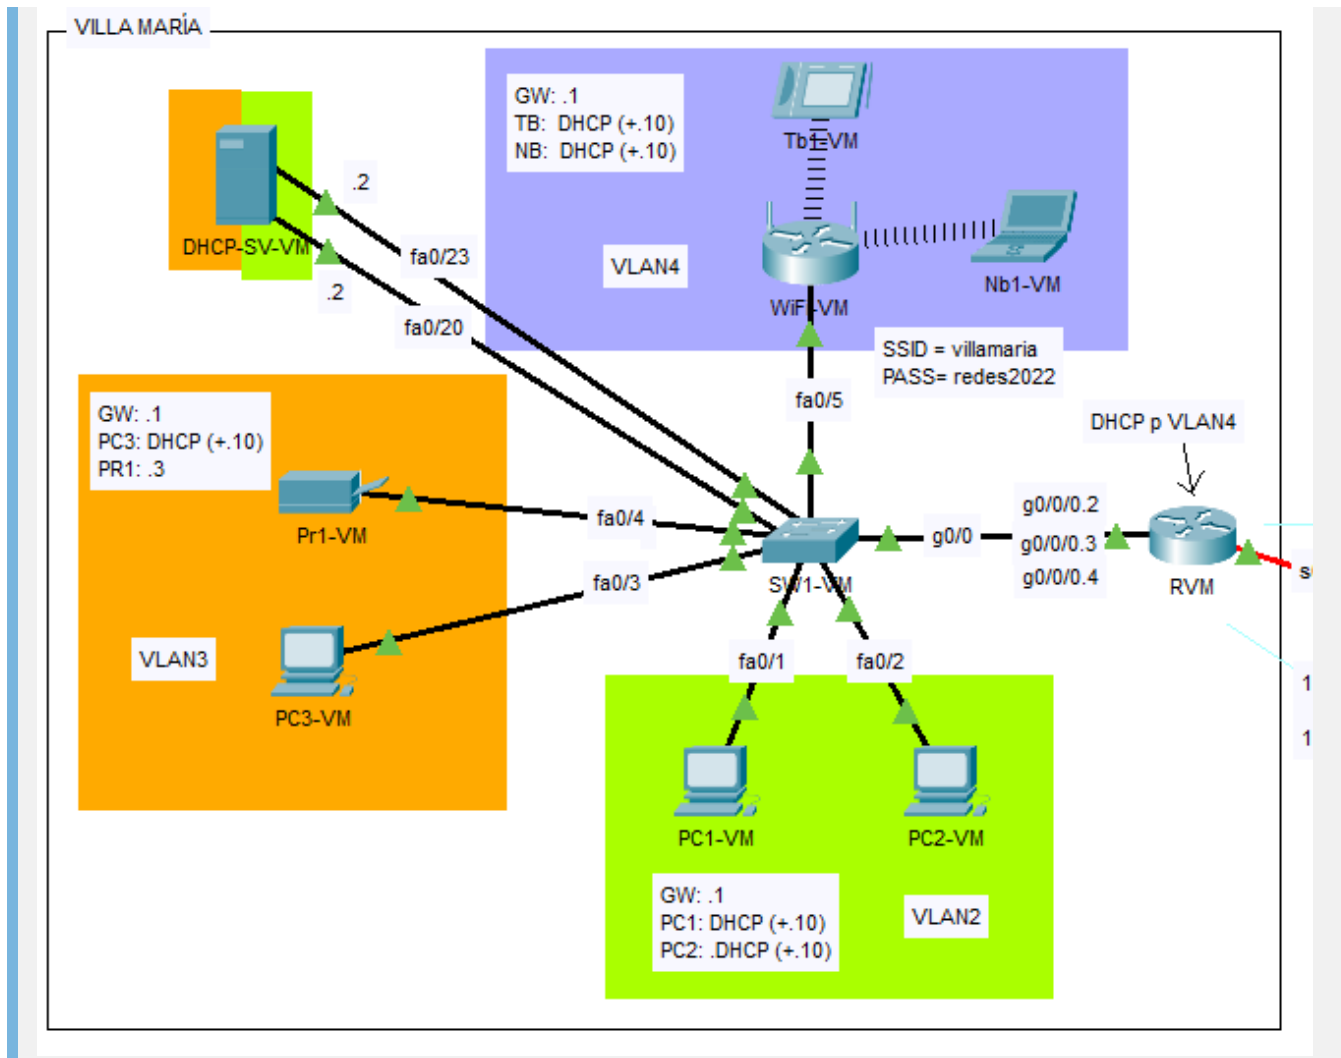 VILLA MARÍA
GW: .1
TB: DHCP (+.10)
NB: DHCP (+.10)
Tb1-VM
.2
DHCP-SV-VM
fa0/23
VLAN4
Nb1-VM
.2
fa0/20
WiFi-VM
SSID = villamaria
PASS= redes2022
fa0/5
GW: .1
PC3: DHCP (+.10)
PR1: .3
DHCP p VLAN4
Pr1-VM
fa0/4
g0/0
g0/0/0.2
g0/0/0.3
g0/0/0.4
fa0/3
SW1-VM
RVM
VLAN3
fa0/1
fa0/2
PC3-VM
1
1
PC1-VM
PC2-VM
GW: .1
PC1: DHCP (+.10)
PC2: .DHCP (+.10)
VLAN2